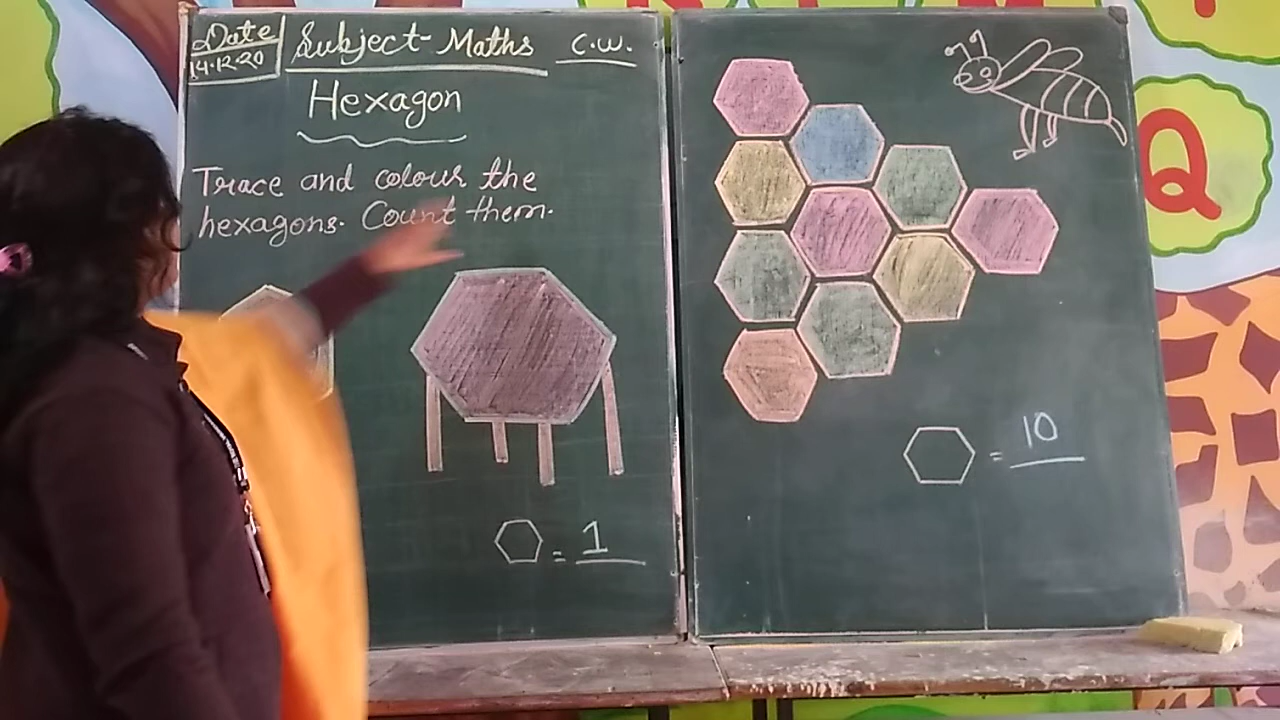 Date
14.12.20
Subject- Maths
C.W.
Hexagon
Trace and colour the
hexagons. Count them.
= 1
= 10
Q